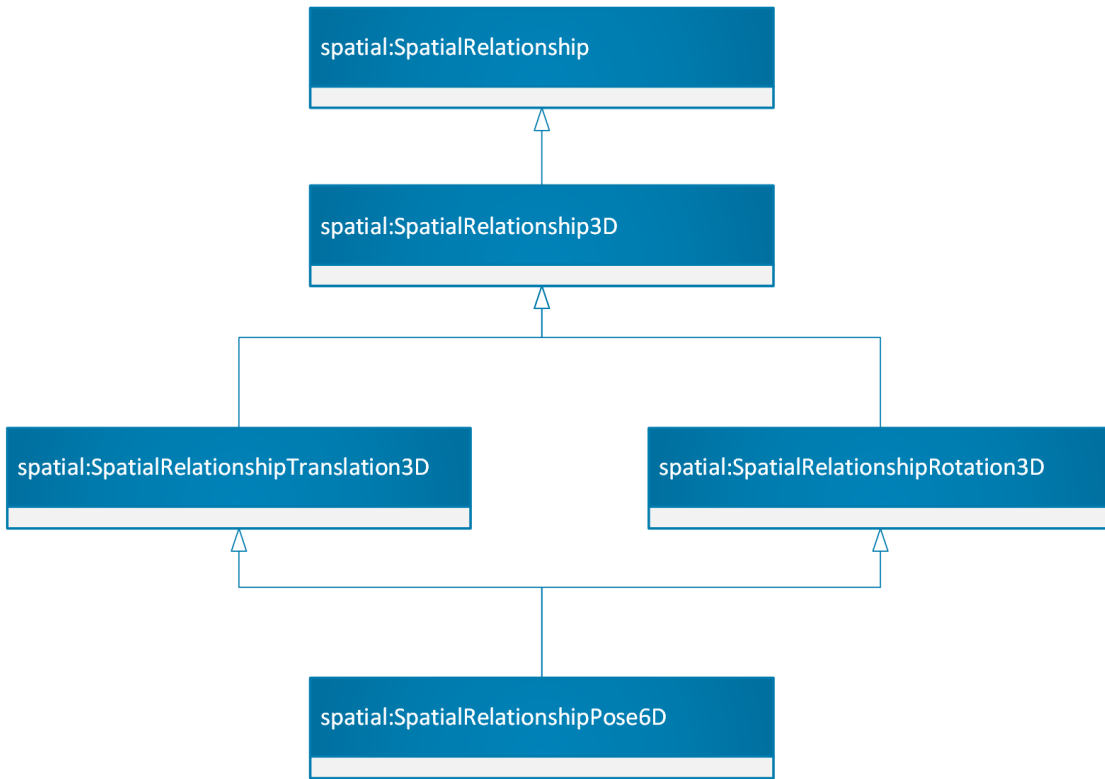 spatial:SpatialRelationship
spatial:SpatialRelationship3D
spatial:SpatialRelationshipTranslation3D
spatial:SpatialRelationshipRotation3D
spatial:SpatialRelationshipPose6D